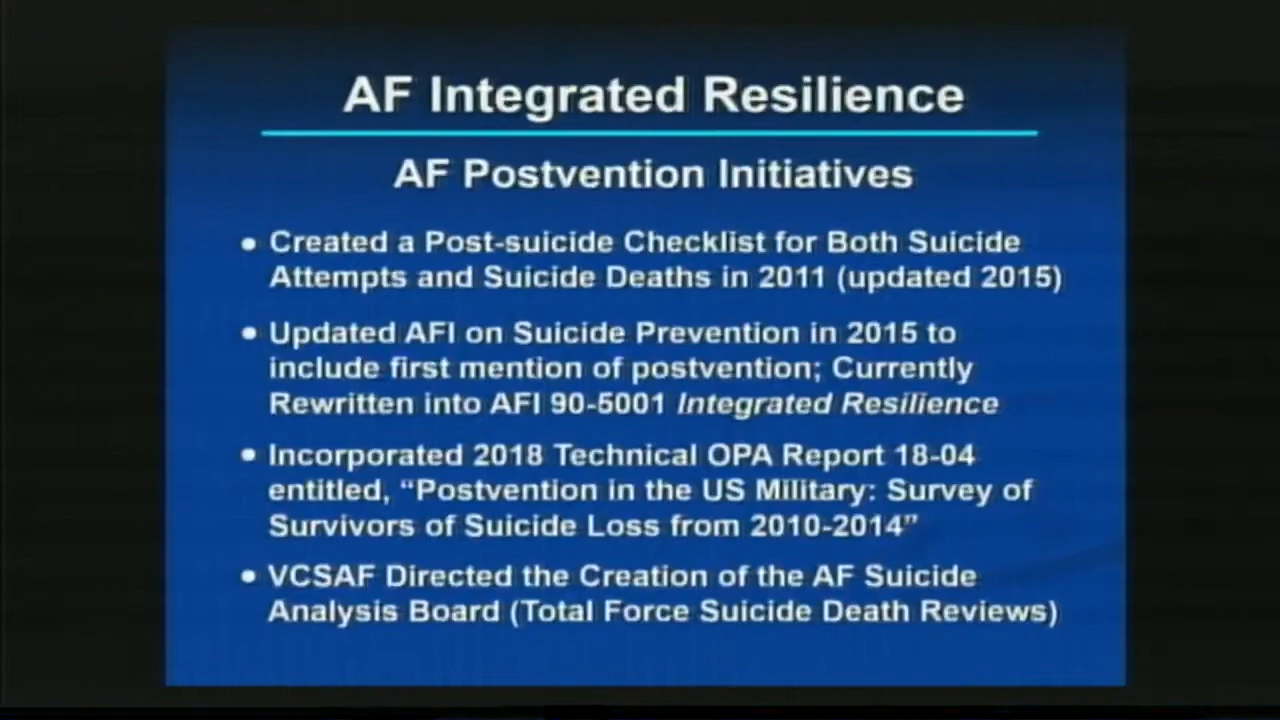 AF Integrated Resilience
AF Postvention Initiatives
• Created a Post-suicide Checklist for Both Suicide
Attempts and Suicide Deaths in 2011 (updated 2015)
• Updated AFI on Suicide Prevention in 2015 to
include first mention of postvention; Currently
Rewritten into AFI 90-5001 Integrated Resilience
• Incorporated 2018 Technical OPA Report 18-04
entitled, “Postvention in the US Military: Survey of
Survivors of Suicide Loss from 2010-2014”
• VCSAF Directed the Creation of the AF Suicide
Analysis Board (Total Force Suicide Death Reviews)